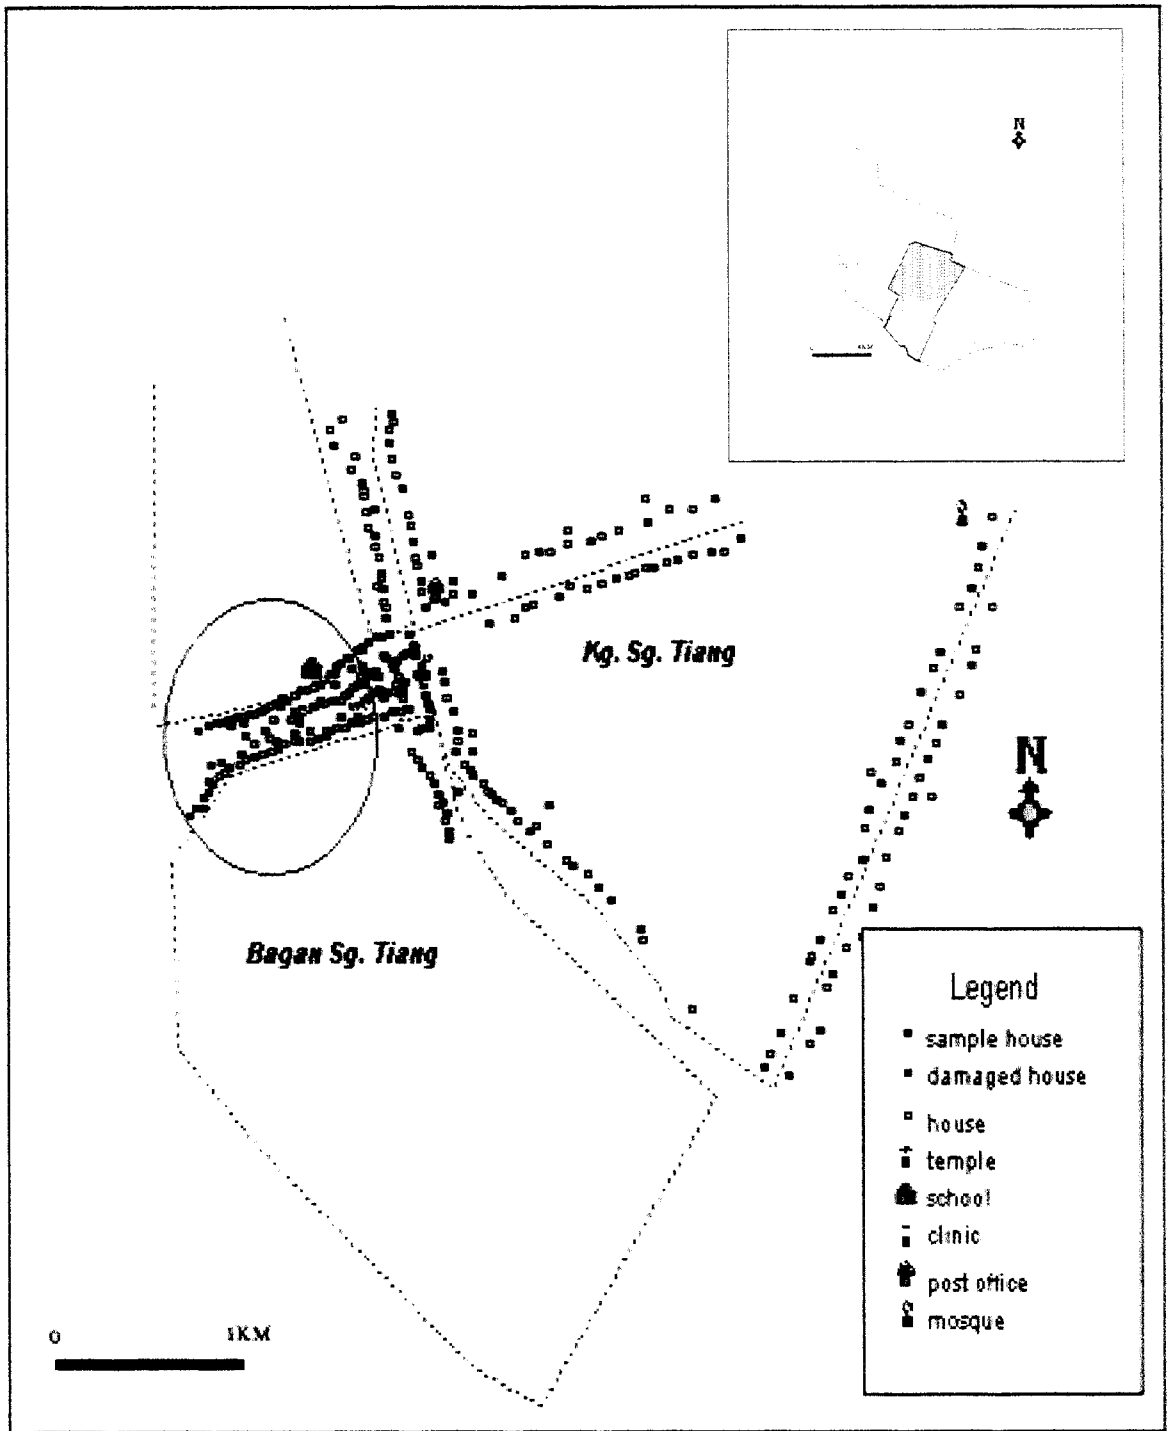 N
4KM
Kg. Sg. Tiang
N
Bagan Sg. Tiang
Legend
sample house
damaged house
house
temple
school
clinic
post office
mosque
0 1KM